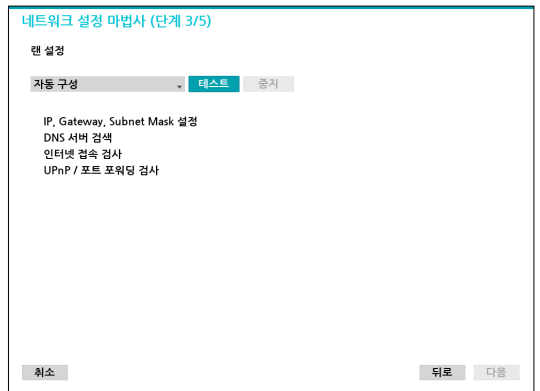 네트워크 설정 마법사 (단계 3/5)
랜 설정
자동 구성 테스트 중지
IP, Gateway, Subnet Mask 설정
DNS 서버 검색
인터넷 접속 검사
UPnP / 포트 포워딩 검사
취소 뒤로 다음